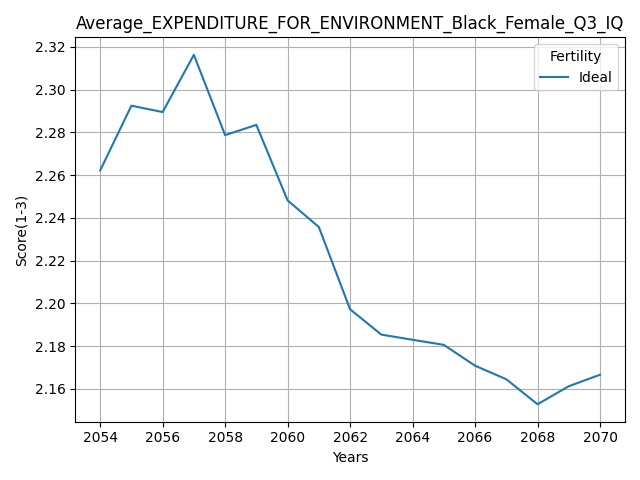 Average_EXPENDITURE_FOR_ENVIRONMENT_Black_Female_Q3_IQ
Fertility
Ideal
Score(1-3)
2.32
2.30
2.28
2.26
2.24
2.22
2.20
2.18
2.16
2054 2056 2058 2060 2062 2064 2066 2068 2070
Years